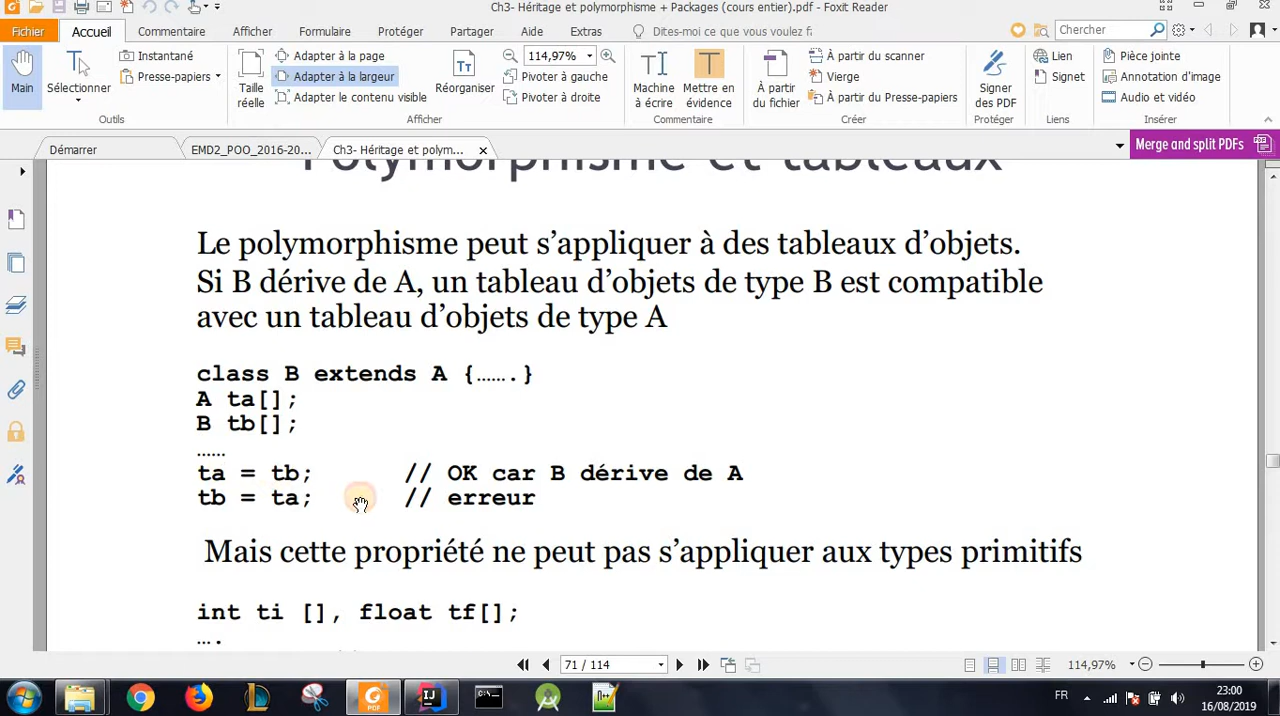 Ch3- Héritage et polymorphisme + Packages (cours entier).pdf - Foxit Reader
Fichier Accueil Commentaire Afficher Formulaire Protéger Partager Aide Extras Dites-moi ce que vous voulez f: Chercher
Main
Sélectionner
Instantané
Presse-papiers
Outils
Taille réelle
Adapter à la page
Adapter à la largeur
Adapter le contenu visible
Réorganiser
114,97%
Pivoter à gauche
Pivoter à droite
Afficher
Machine à écrire
Mettre en évidence
Commentaire
À partir du fichier
À partir du scanner
Vierge
À partir du Presse-papiers
Créer
Signer des PDF
Protéger
Lien
Signet
Liens
Pièce jointe
Annotation d'image
Audio et vidéo
Insérer
Démarrer EMD2_POO_2016-20... Ch3- Héritage et polym... Merge and split PDFs
Polymorphisme et tableaux
Le polymorphisme peut s’appliquer à des tableaux d’objets.
Si B dérive de A, un tableau d’objets de type B est compatible
avec un tableau d’objets de type A
class B extends A {…….}
A ta[];
B tb[];
……
ta = tb; // OK car B dérive de A
tb = ta; // erreur
Mais cette propriété ne peut pas s’appliquer aux types primitifs
int ti [], float tf[];
….
71 / 114 114,97%
FR 23:00
16/08/2019